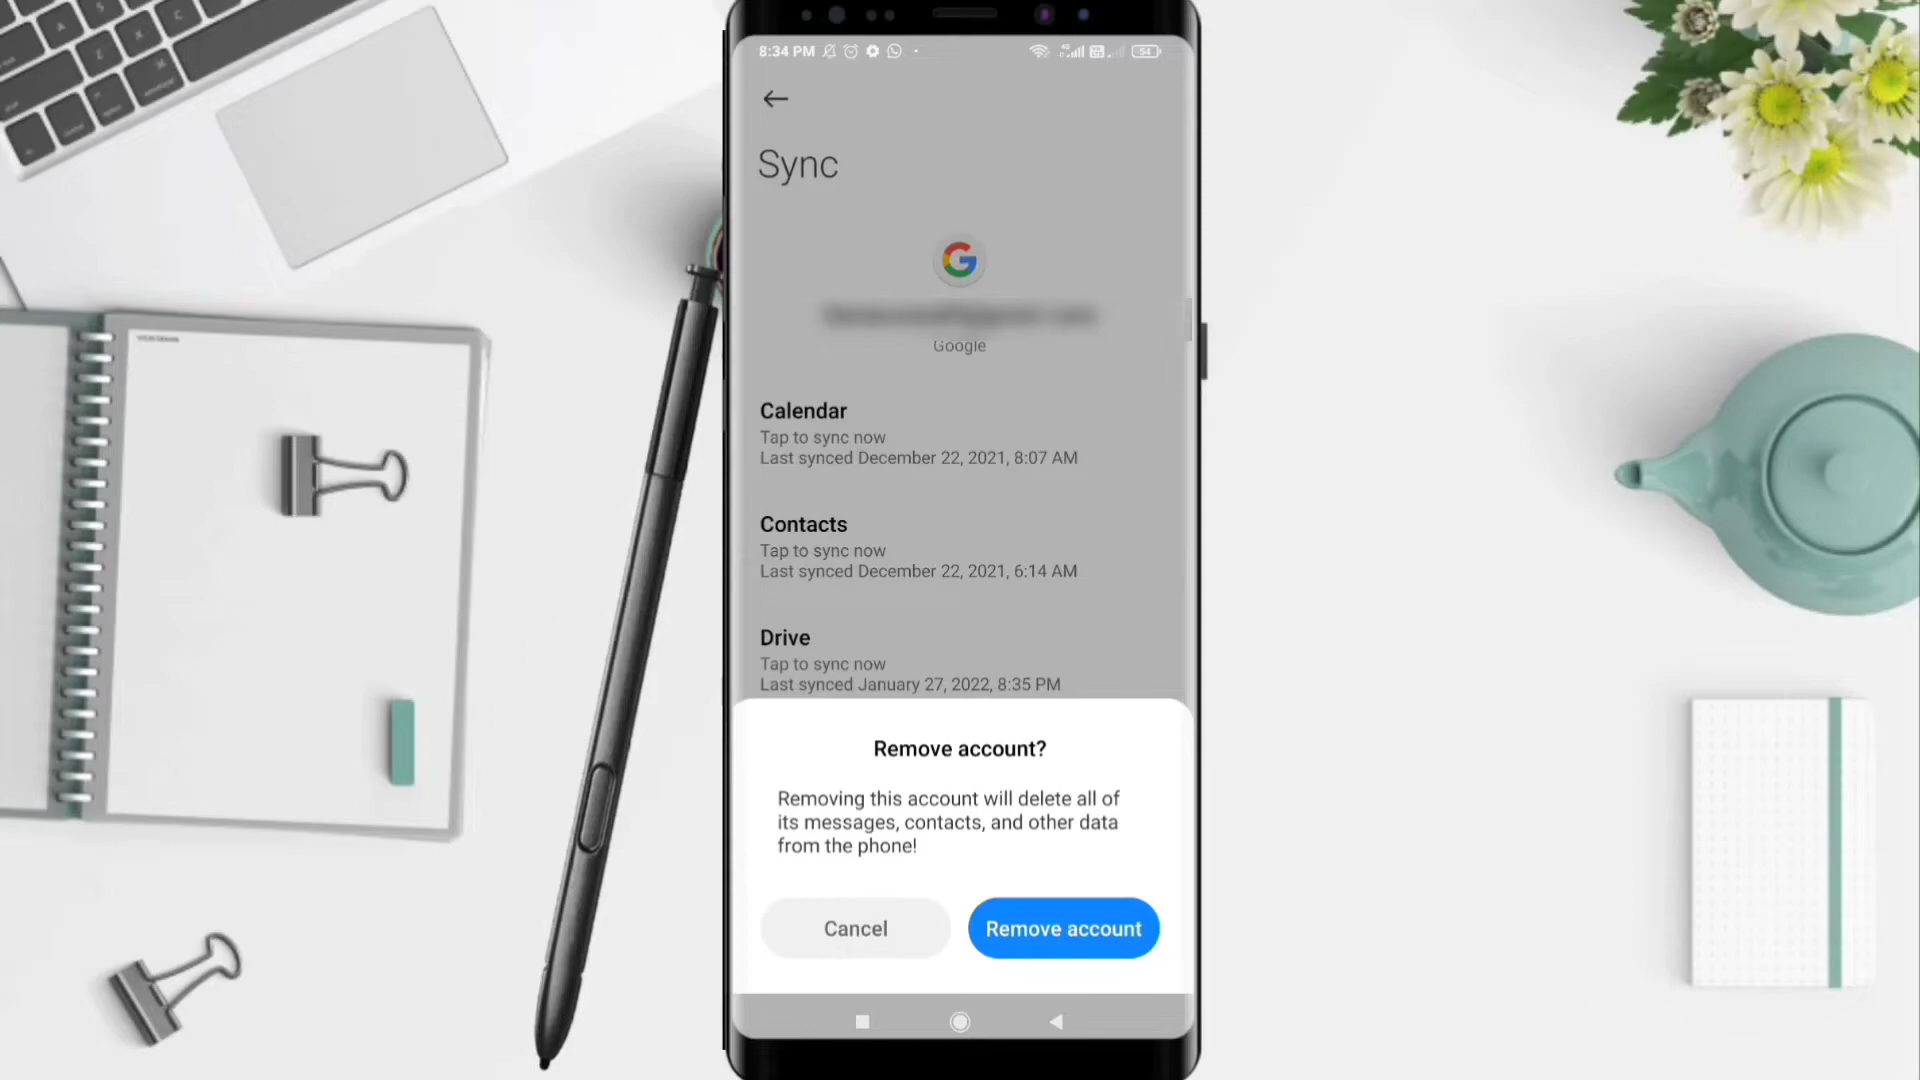 8:34 PM
54
Sync
Google
Calendar
Tap to sync now
Last synced December 22, 2021, 8:07 AM
Contacts
Tap to sync now
Last synced December 22, 2021, 6:14 AM
Drive
Tap to sync now
Last synced January 27, 2022, 8:35 PM
Remove account?
Removing this account will delete all of
its messages, contacts, and other data
from the phone!
Cancel
Remove account